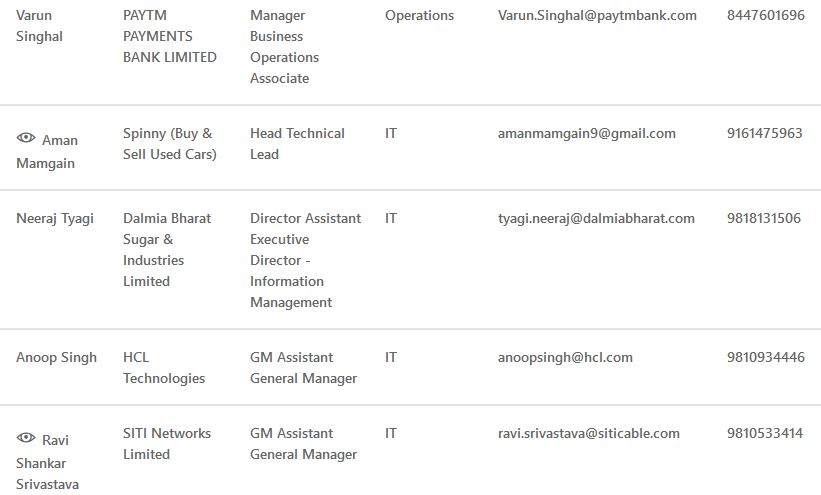 Varun Singhal
PAYTM PAYMENTS BANK LIMITED
Manager Business Operations Associate
Operations
Varun.Singhal@paytmbank.com
8447601696
Aman Mamgain
Spinny (Buy & Sell Used Cars)
Head Technical Lead
IT
amanmamgain9@gmail.com
9161475963
Neeraj Tyagi
Dalmia Bharat Sugar & Industries Limited
Director Assistant Executive Director - Information Management
IT
tyagi.neeraj@dalmiabharat.com
9818131506
Anoop Singh
HCL Technologies
GM Assistant General Manager
IT
anoopsingh@hcl.com
9810934446
Ravi Shankar Srivastava
SITI Networks Limited
GM Assistant General Manager
IT
ravi.srivastava@siticable.com
9810533414